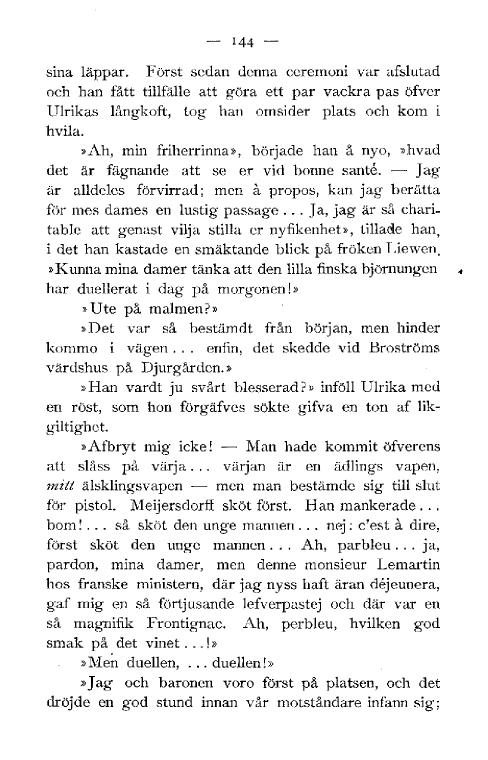 — 144 —
sina läppar. Först sedan denna ceremoni var afslutad
och han fått tillfälle att göra ett par vackra pas öfver
Ulrikas långkoft, tog han omsider plats och kom i
hvila.
»Ah, min friherrinna», började han å nyo, »hvad
det är fägnande att se er vid bonne santé. — Jag
är alldeles förvirrad; men à propos, kan jag berätta
för mes dames en lustig passage . . . Ja, jag är så chari-
table att genast vilja stilla er nyfikenhet», tillade han,
i det han kastade en smäktande blick på fröken Liewen.
»Kunna mina damer tänka att den lilla finska björnungen
har duellerat i dag på morgonen!»
»Ute på malmen?»
»Det var så bestämdt från början, men hinder
kommo i vägen . . . enfin, det skedde vid Broströms
värdshus på Djurgården.»
»Han vardt ju svårt blesserad?» inföll Ulrika med
en röst, som hon förgäfves sökte gifva en ton af lik-
giltighet.
»Afbryt mig icke! — Man hade kommit öfverens
att slåss på värja . . . värjan är en ädlings vapen,
mitt älsklingsvapen — men man bestämde sig till slut
för pistol. Meijersdorff sköt först. Han mankerade . . .
bom! . . . så sköt den unge mannen . . . nej: c'est à dire,
först sköt den unge mannen . . . Ah, parbleu . . . ja,
pardon, mina damer, men denne monsieur Lemartin
hos franske ministern, där jag nyss haft äran déjeunera,
gaf mig en så förtjusande lefverpastej och där var en
så magnifik Frontignac. Ah, perbleu, hvilken god
smak på det vinet . . .!»
»Men duellen, . . . duellen!»
»Jag och baronen voro först på platsen, och det
dröjde en god stund innan vår motståndare infann sig;